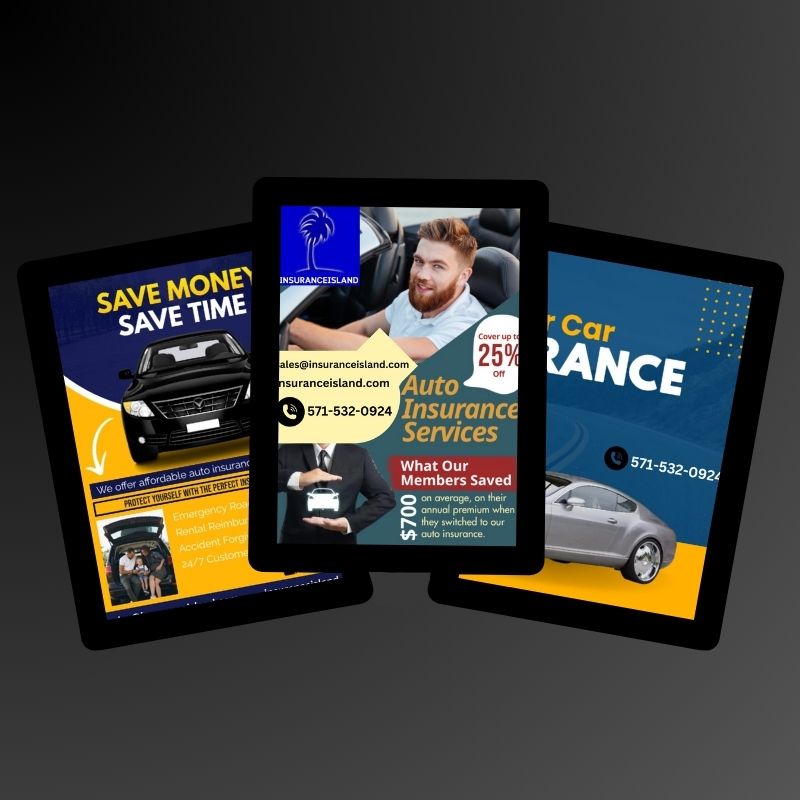 SAVE MONEY
SAVE TIME
We offer affordable auto insuranc
PROTECT YOURSELF WITH THE PERFECT INS
Emergency Roa
Rental Reimbur
Accident Forg
24/7 Custome
INSURANCEISLAND
ales@insuranceisland.com
nsuranceisland.com
571-532-0924
Cover up to
25%
Off
Auto
Insurance
Services
What Our
Members Saved
$700
on average, on their
annual premium when
they switched to our
auto insurance.
r Car
RANCE
571-532-0924